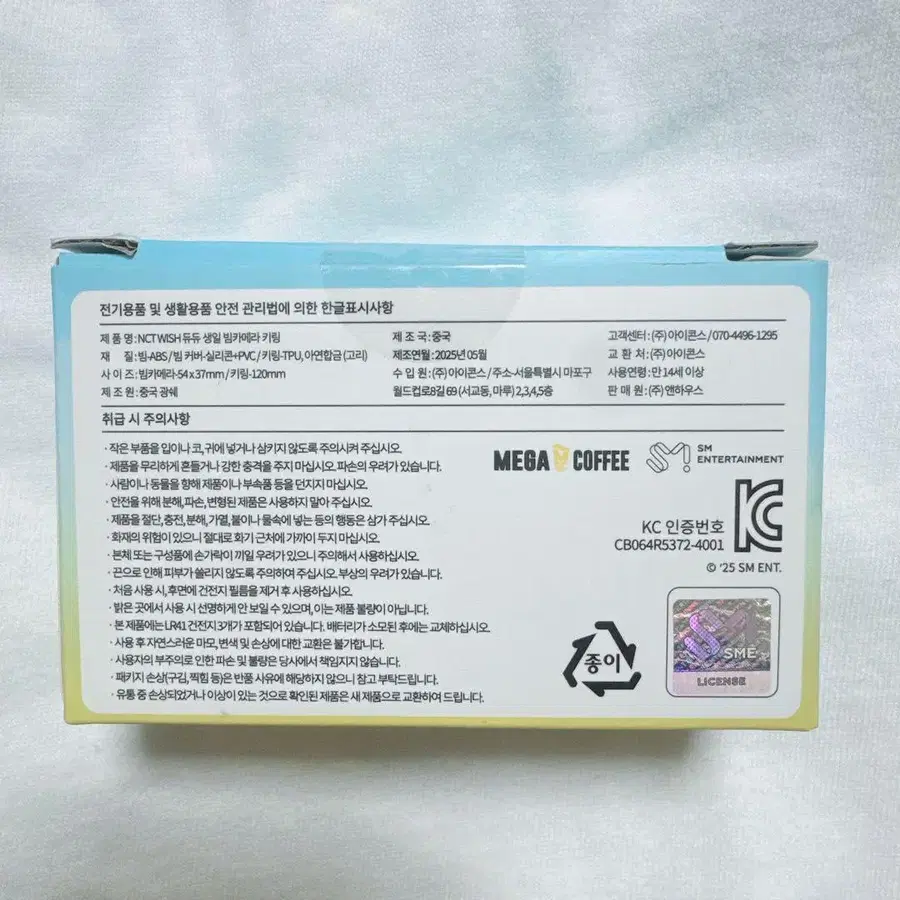 전기용품 및 생활용품 안전 관리법에 의한 한글표시사항
제 품 명 : NCT WISH 듀듀 생일 빔카메라 키링
재 질 : 빔-ABS / 빔 커버-실리콘+PVC / 키링-TPU, 아연합금 (고리)
사 이 즈 : 빔카메라-54 x 37mm / 키링-120mm
제 조 원 : 중국 광쉐
제 조 국 : 중국
제조연월 : 2025년 05월
수 입 원 : (주) 아이콘스 / 주소-서울특별시 마포구
월드컵로8길 69 (서교동, 마루) 2,3,4,5층
고객센터 : (주) 아이콘스 / 070-4496-1295
교 환 처 : (주) 아이콘스
사용연령 : 만 14세 이상
판 매 원 : (주) 앤하우스
취급 시 주의사항
· 작은 부품을 입이나 코, 귀에 넣거나 삼키지 않도록 주의시켜 주십시오.
· 제품을 무리하게 흔들거나 강한 충격을 주지 마십시오. 파손의 우려가 있습니다.
· 사람이나 동물을 향해 제품이나 부속품 등을 던지지 마십시오.
· 안전을 위해 분해, 파손, 변형된 제품은 사용하지 말아 주십시오.
· 제품을 절단, 충전, 분해, 가열, 불이나 물속에 넣는 등의 행동은 삼가 주십시오.
· 화재의 위험이 있으니 절대로 화기 근처에 가까이 두지 마십시오.
· 본체 또는 구성품에 손가락이 끼일 우려가 있으니 주의해서 사용하십시오.
· 끈으로 인해 피부가 쓸리지 않도록 주의하여 주십시오. 부상의 우려가 있습니다.
· 처음 사용 시, 후면에 건전지 필름을 제거 후 사용하십시오.
· 밝은 곳에서 사용 시 선명하게 안 보일 수 있으며, 이는 제품 불량이 아닙니다.
· 본 제품에는 LR41 건전지 3개가 포함되어 있습니다. 배터리가 소모된 후에는 교체하십시오.
· 사용 후 자연스러운 마모, 변색 및 손상에 대한 교환은 불가합니다.
· 사용자의 부주의로 인한 파손 및 불량은 당사에서 책임지지 않습니다.
· 패키지 손상(구김, 찍힘 등)은 반품 사유에 해당하지 않으니 참고 부탁드립니다.
· 유통 중 손상되었거나 이상이 있는 것으로 확인된 제품은 새 제품으로 교환하여 드립니다.
MEGA COFFEE
SM
ENTERTAINMENT
KC 인증번호
CB064R5372-4001
KC
© '25 SM ENT.
종이
SME
LICENSE